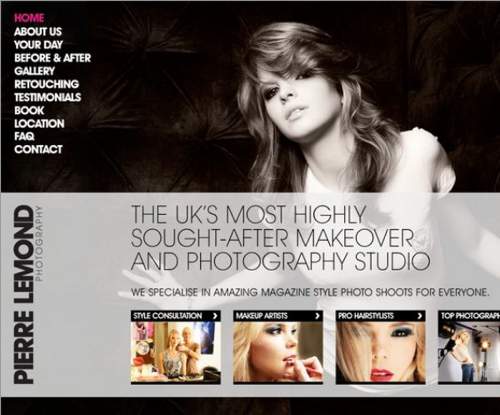 HOME
ABOUT US
YOUR DAY
BEFORE & AFTER
GALLERY
RETOUCHING
TESTIMONIALS
BOOK
LOCATION
FAQ
CONTACT
PIERRE LEMOND
PHOTOGRAPHY
THE UK'S MOST HIGHLY
SOUGHT-AFTER MAKEOVER
AND PHOTOGRAPHY STUDIO
WE SPECIALISE IN AMAZING MAGAZINE STYLE PHOTO SHOOTS FOR EVERYONE.
STYLE CONSULTATION
MAKEUP ARTISTS
PRO HAIRSTYLISTS
TOP PHOTOGRAP